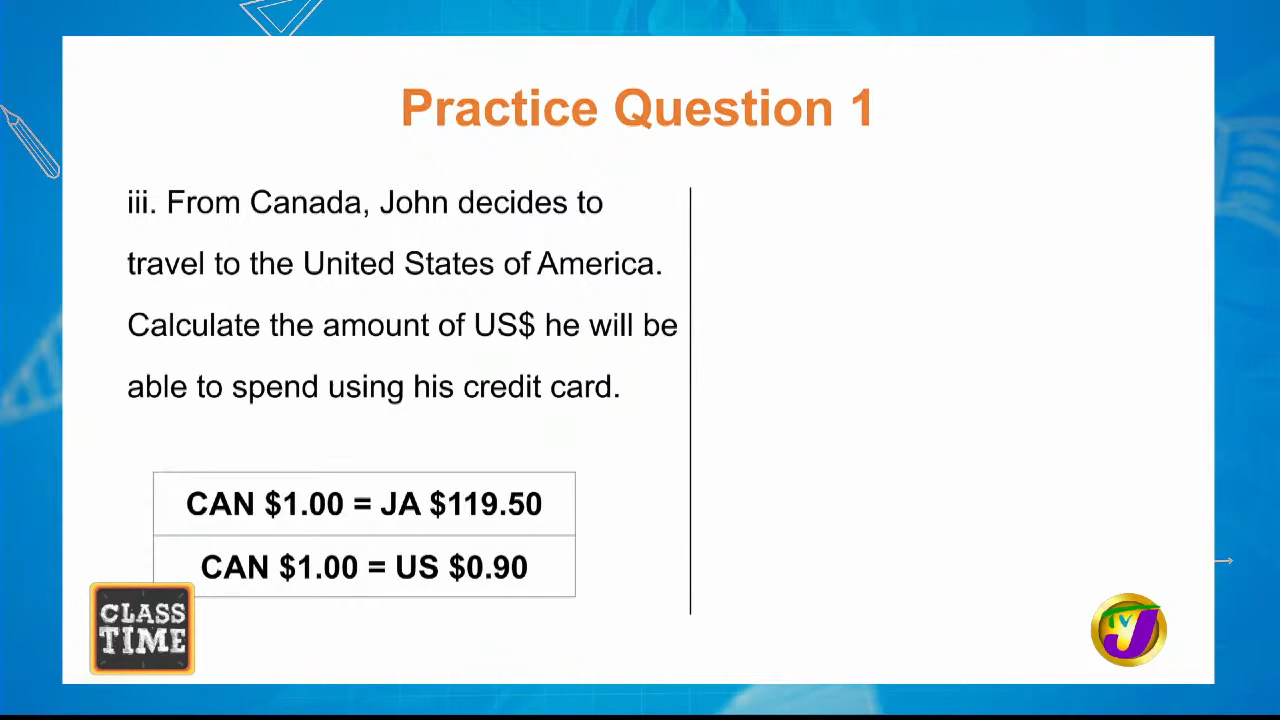 Practice Question 1
iii. From Canada, John decides to
travel to the United States of America.
Calculate the amount of US$ he will be
able to spend using his credit card.
CAN $1.00 = JA $119.50
CAN $1.00 = US $0.90
CLASS
TIME
TVJ